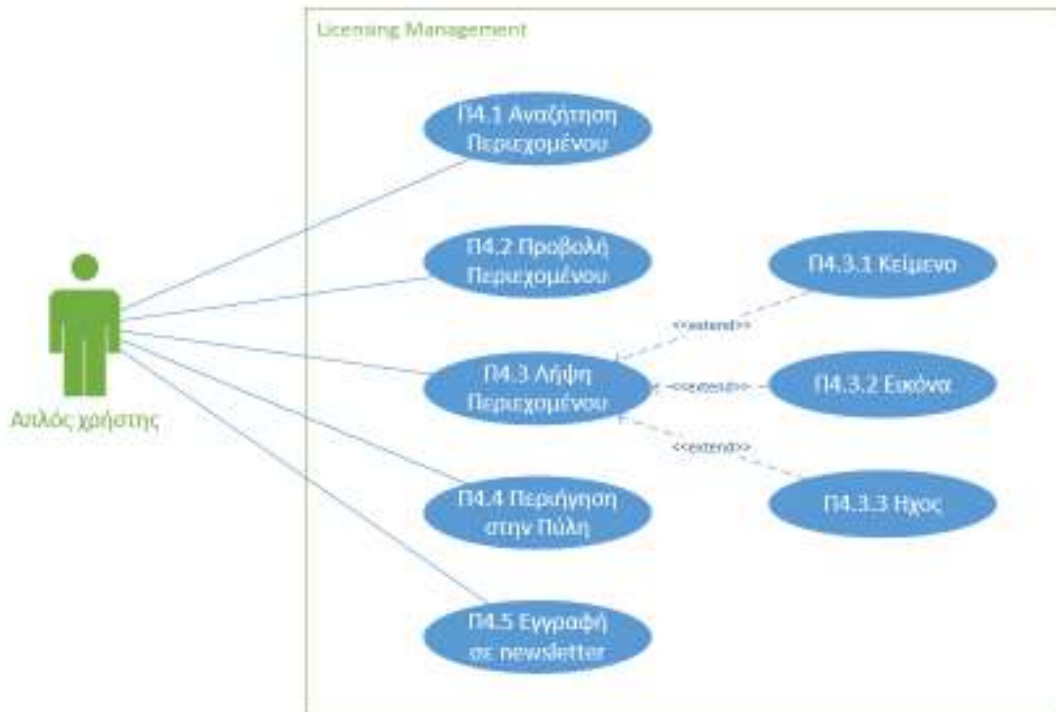 Licensing Management
Π4.1 Αναζήτηση
Περιεχομένου
Π4.2 Προβολή
Περιεχομένου
Π4.3.1 Κείμενο
<<extend>>
Π4.3 Λήψη
Περιεχομένου
<<extend>>
Π4.3.2 Εικόνα
Απλός χρήστης
<<extend>>
Π4.4 Περιήγηση
στην Πύλη
Π4.3.3 Ηχος
Π4.5 Εγγραφή
σε newsletter